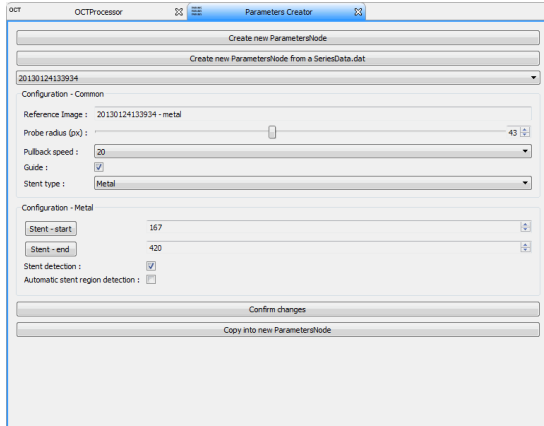 OCT OCTProcessor Parameters Creator
Create new ParametersNode
Create new ParametersNode from a SeriesData.dat
20130124133934
Configuration - Common
Reference Image : 20130124133934 - metal
Probe radius (px) : 43
Pullback speed : 20
Guide :
Stent type : Metal
Configuration - Metal
Stent - start 167
Stent - end 420
Stent detection :
Automatic stent region detection :
Confirm changes
Copy into new ParametersNode